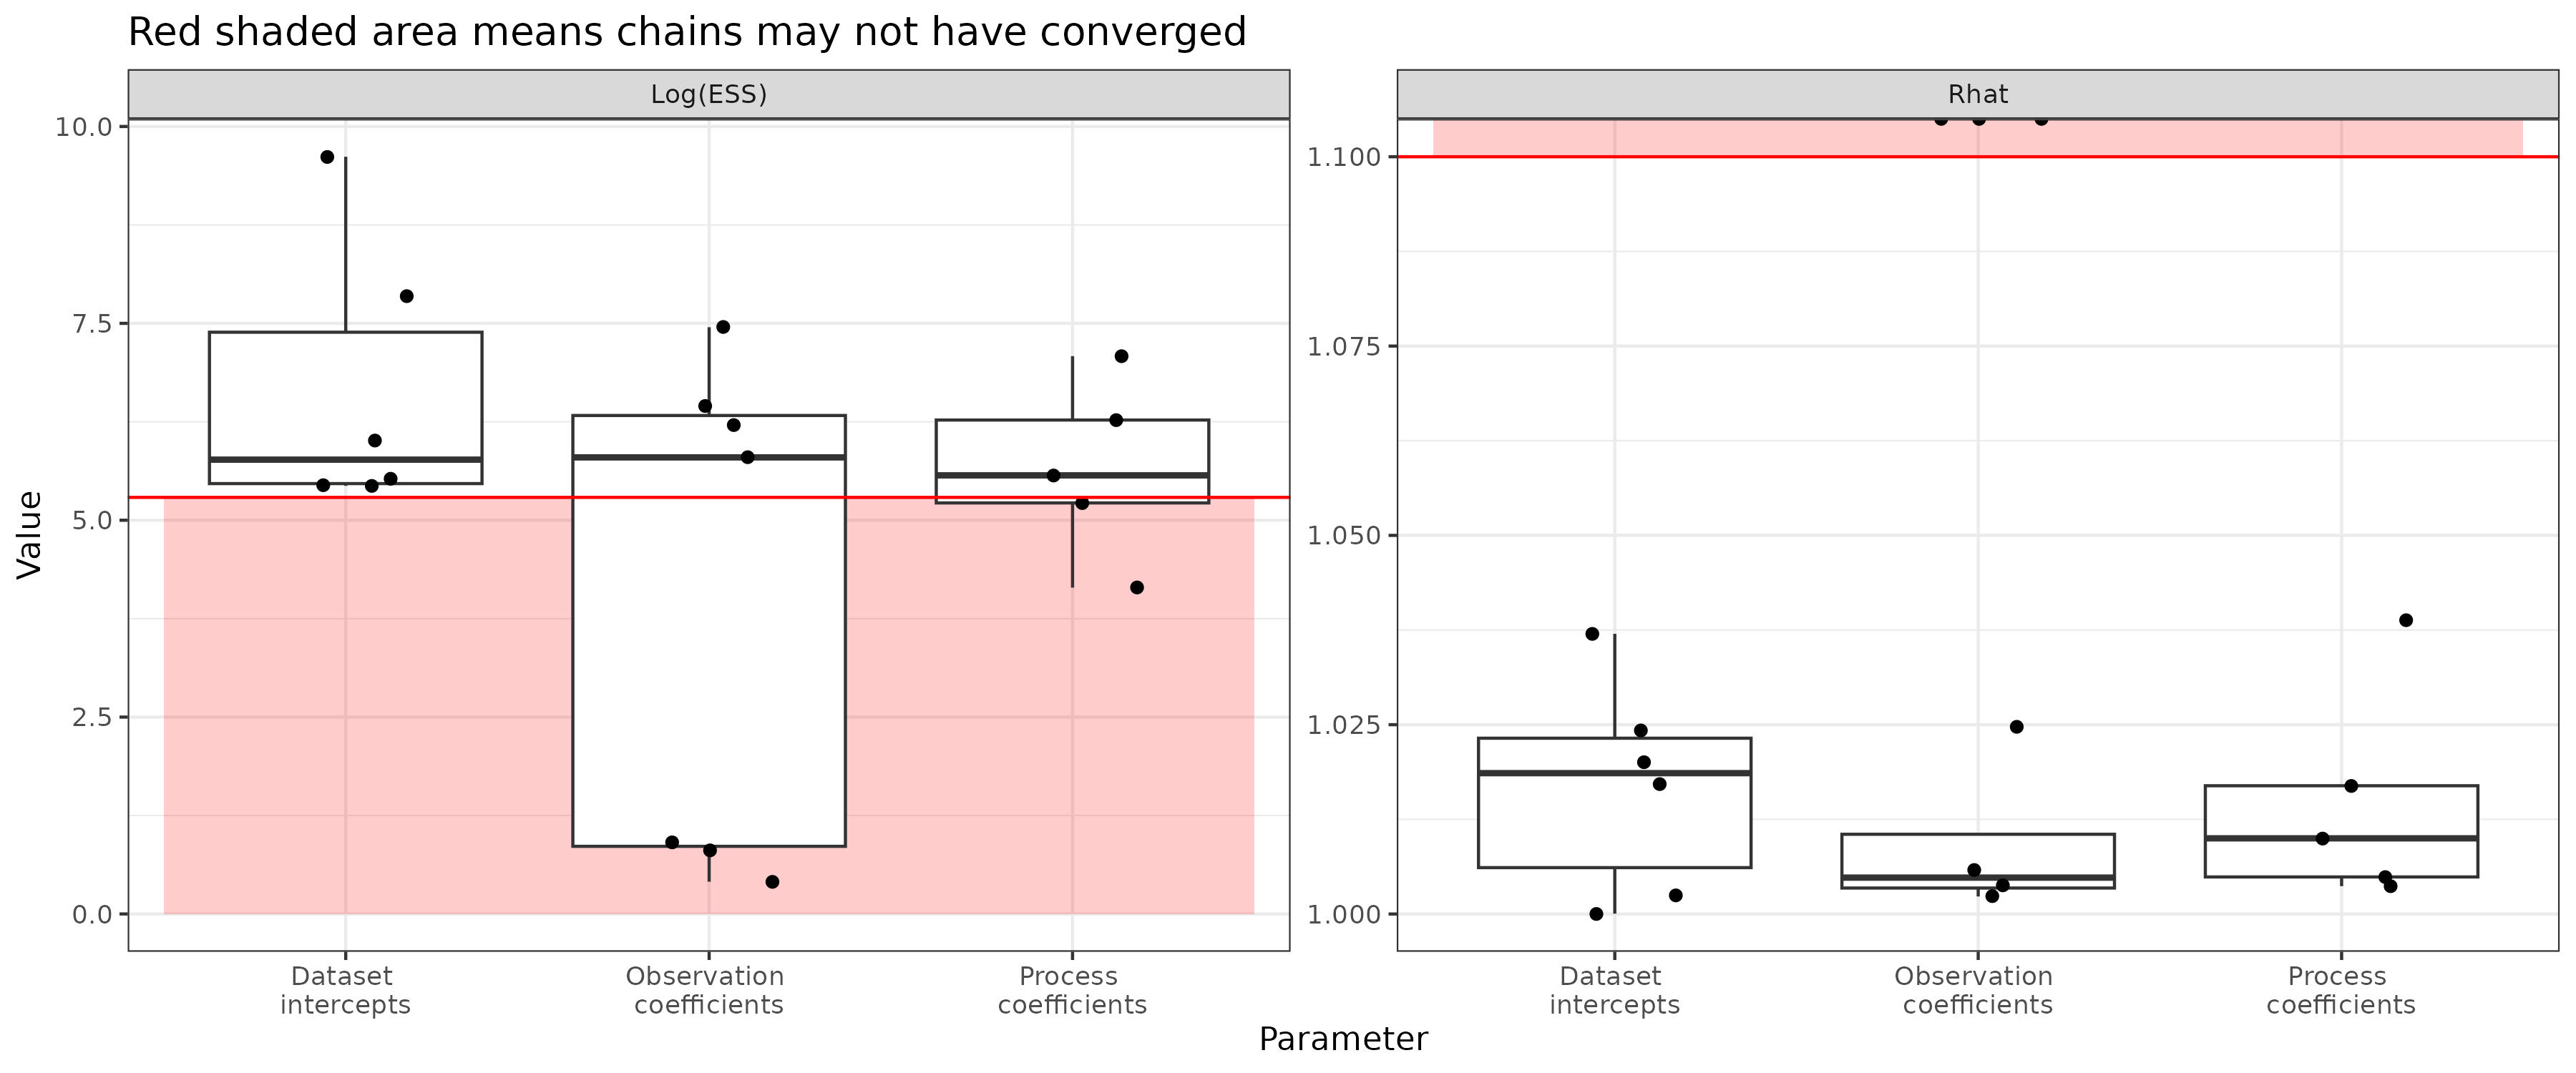 Red shaded area means chains may not have converged
Log(ESS)
Rhat
10.0
7.5
5.0
2.5
0.0
1.100
1.075
1.050
1.025
1.000
Value
Dataset
intercepts
Observation
coefficients
Process
coefficients
Dataset
intercepts
Observation
coefficients
Process
coefficients
Parameter